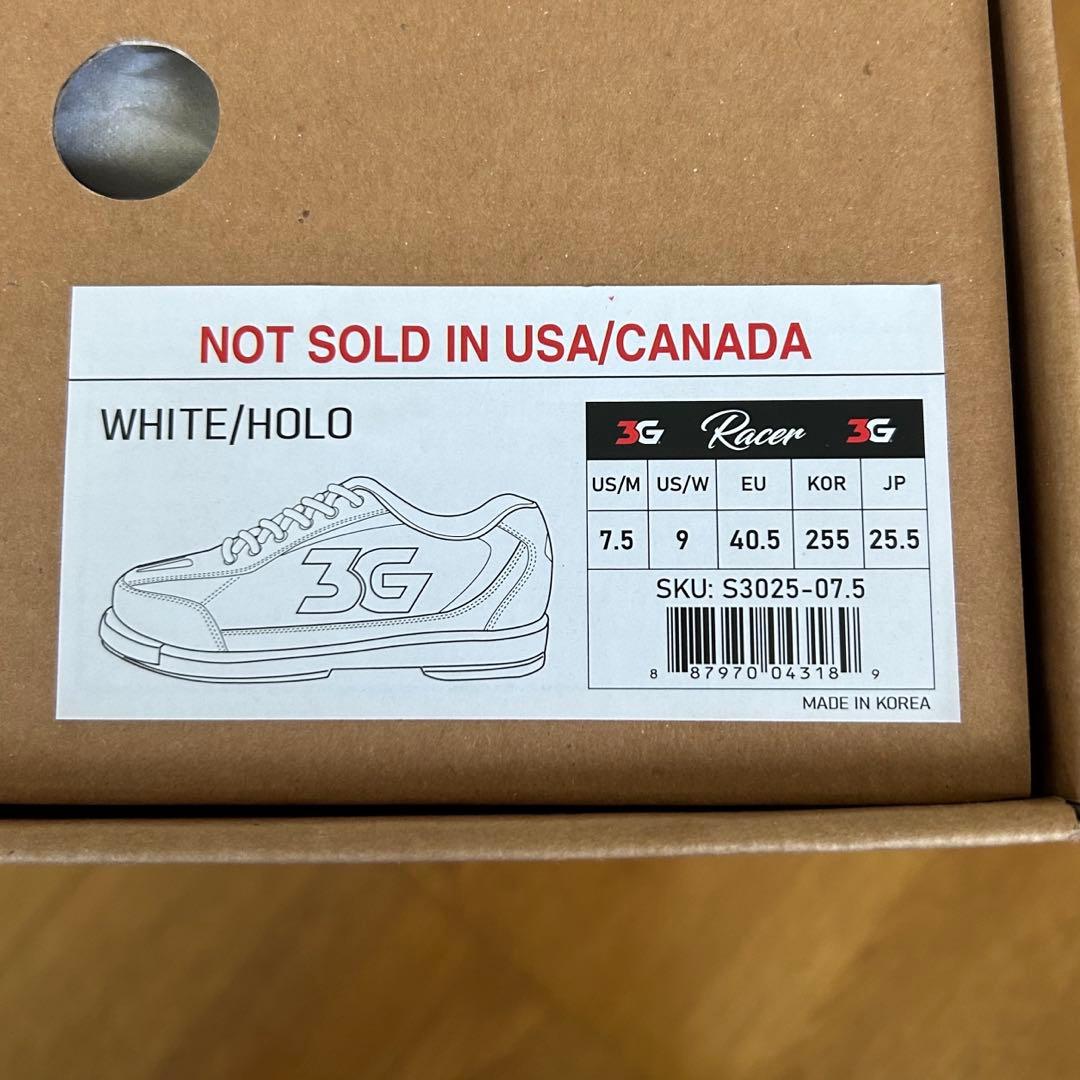 NOT SOLD IN USA/CANADA
WHITE/HOLO
3G Racer 3G
US/M US/W EU KOR JP
7.5 9 40.5 255 25.5
3G
SKU: S3025-07.5
8 87970 04318 9
MADE IN KOREA